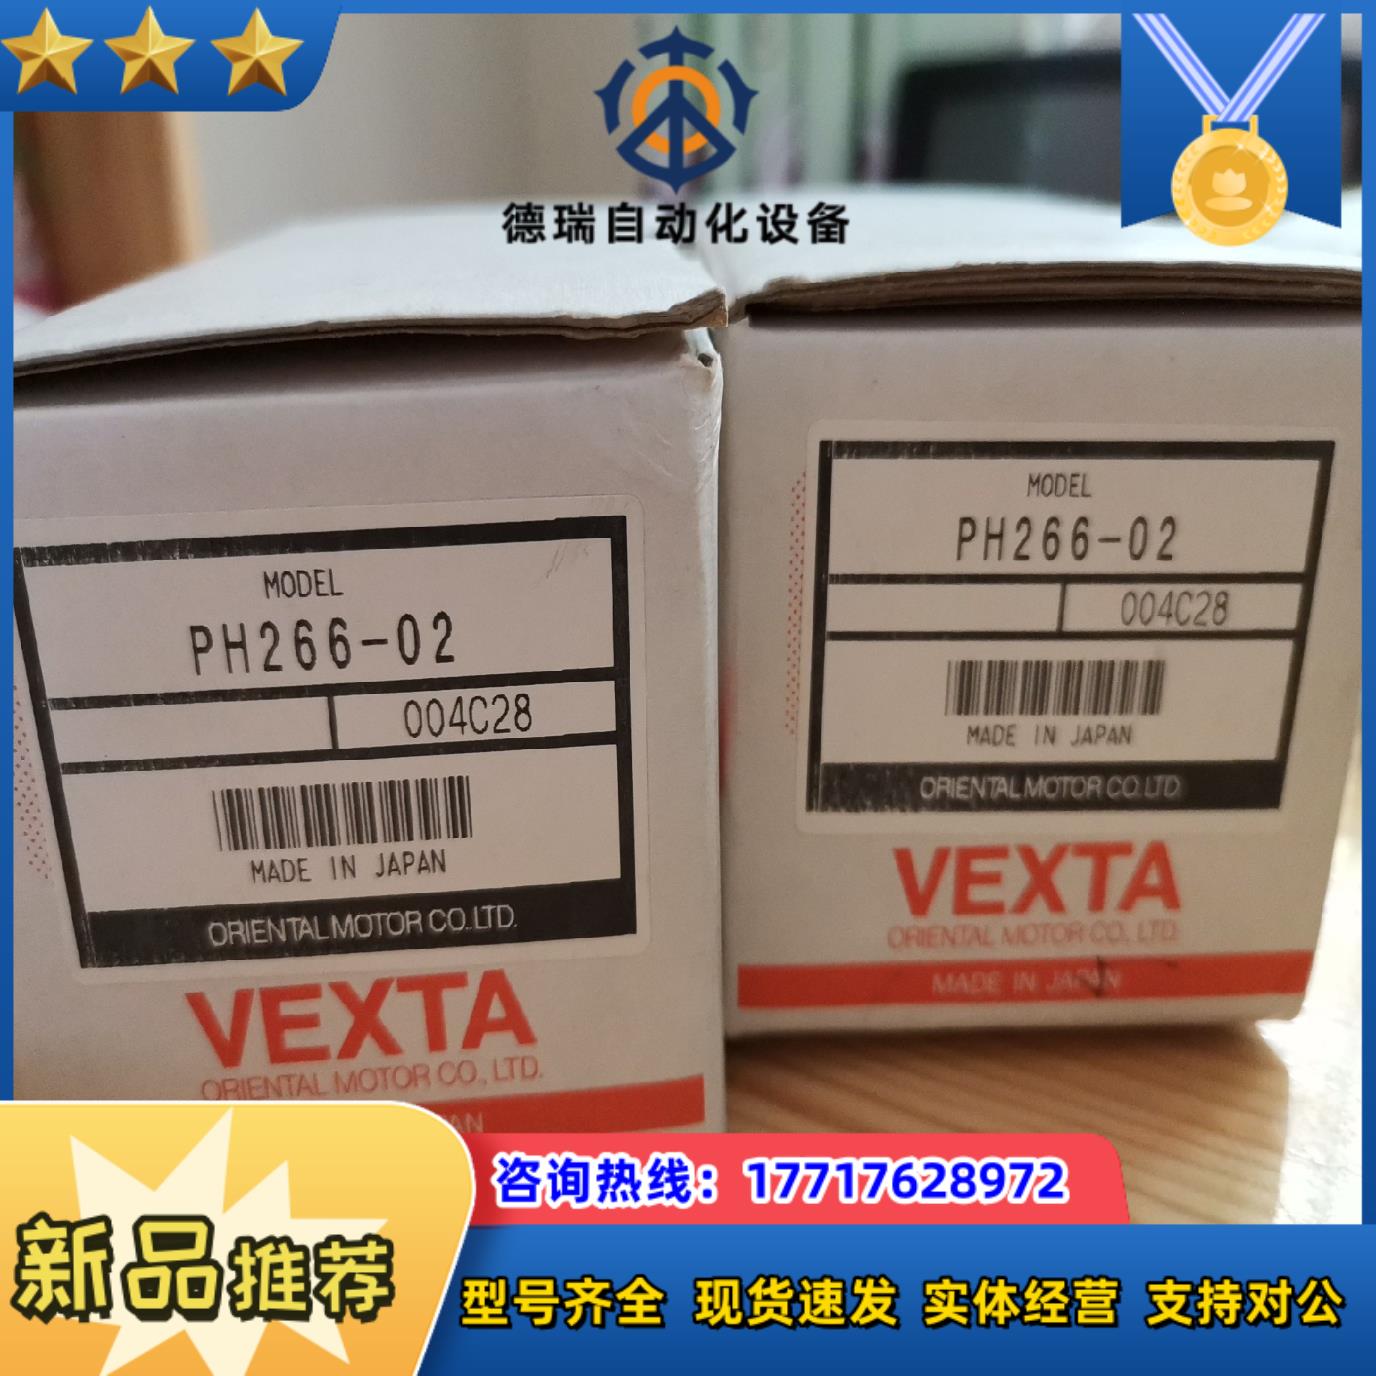 德瑞自动化设备
MODEL
PH266-02
004C28
MADE IN JAPAN
ORIENTAL MOTOR CO.LTD.
VEXTA
ORIENTAL MOTOR CO., LTD.
MODEL
PH266-02
004C28
MADE IN JAPAN
ORIENTAL MOTOR CO.LTD
VEXTA
ORIENTAL MOTOR CO., LTD.
MADE IN JAPAN
咨询热线：17717628972
新品推荐
型号齐全 现货速发 实体经营 支持对公